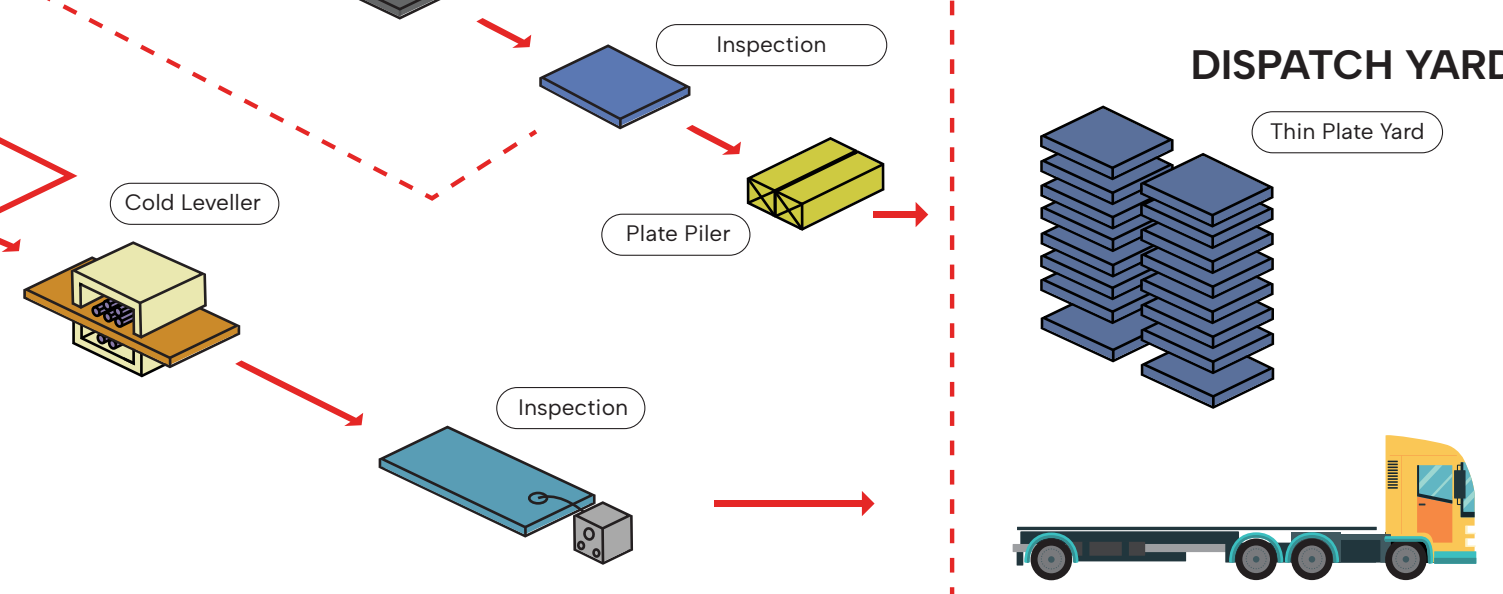 Inspection
DISPATCH YARD
Thin Plate Yard
Cold Leveller
Plate Piler
Inspection